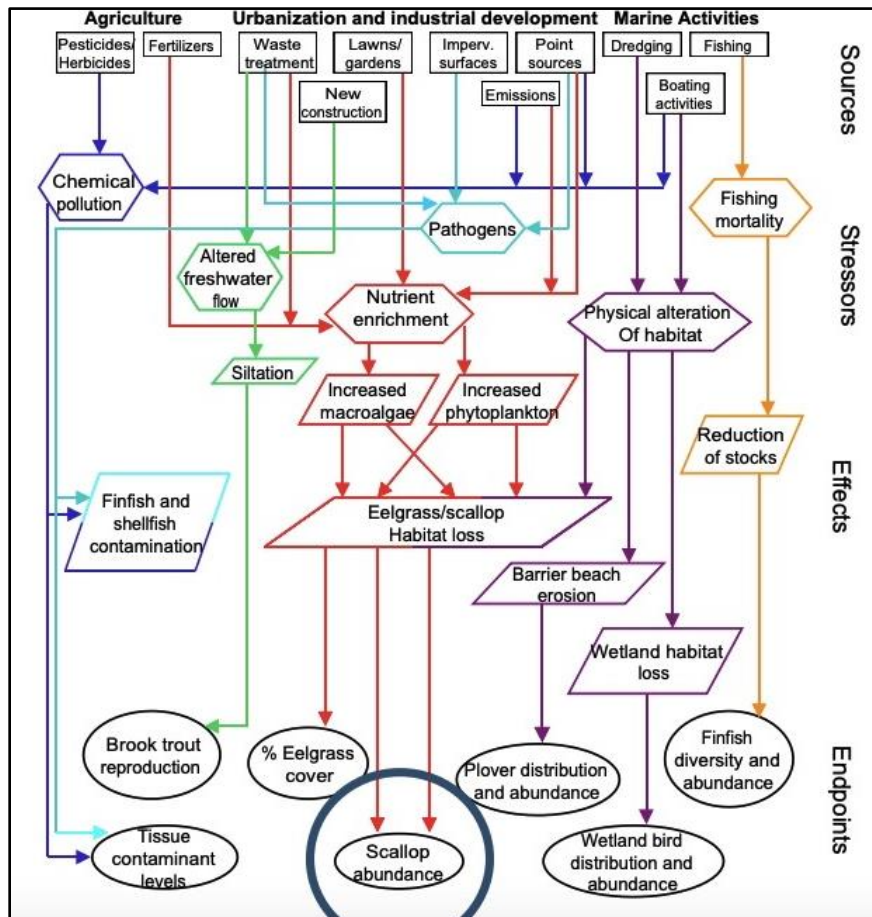 Agriculture
Urbanization and industrial development
Marine Activities
Pesticides/
Herbicides
Fertilizers
Waste
treatment
Lawns/
gardens
Imperv.
surfaces
Point
sources
Dredging
Fishing
New
construction
Emissions
Boating
activities
Sources
Chemical
pollution
Pathogens
Fishing
mortality
Altered
freshwater
flow
Nutrient
enrichment
Physical alteration
Of habitat
Stressors
Siltation
Increased
macroalgae
Increased
phytoplankton
Reduction
of stocks
Finfish and
shellfish
contamination
Eelgrass/scallop
Habitat loss
Effects
Barrier beach
erosion
Wetland habitat
loss
Brook trout
reproduction
% Eelgrass
cover
Plover distribution
and abundance
Finfish
diversity and
abundance
Endpoints
Tissue
contaminant
levels
Scallop
abundance
Wetland bird
distribution and
abundance